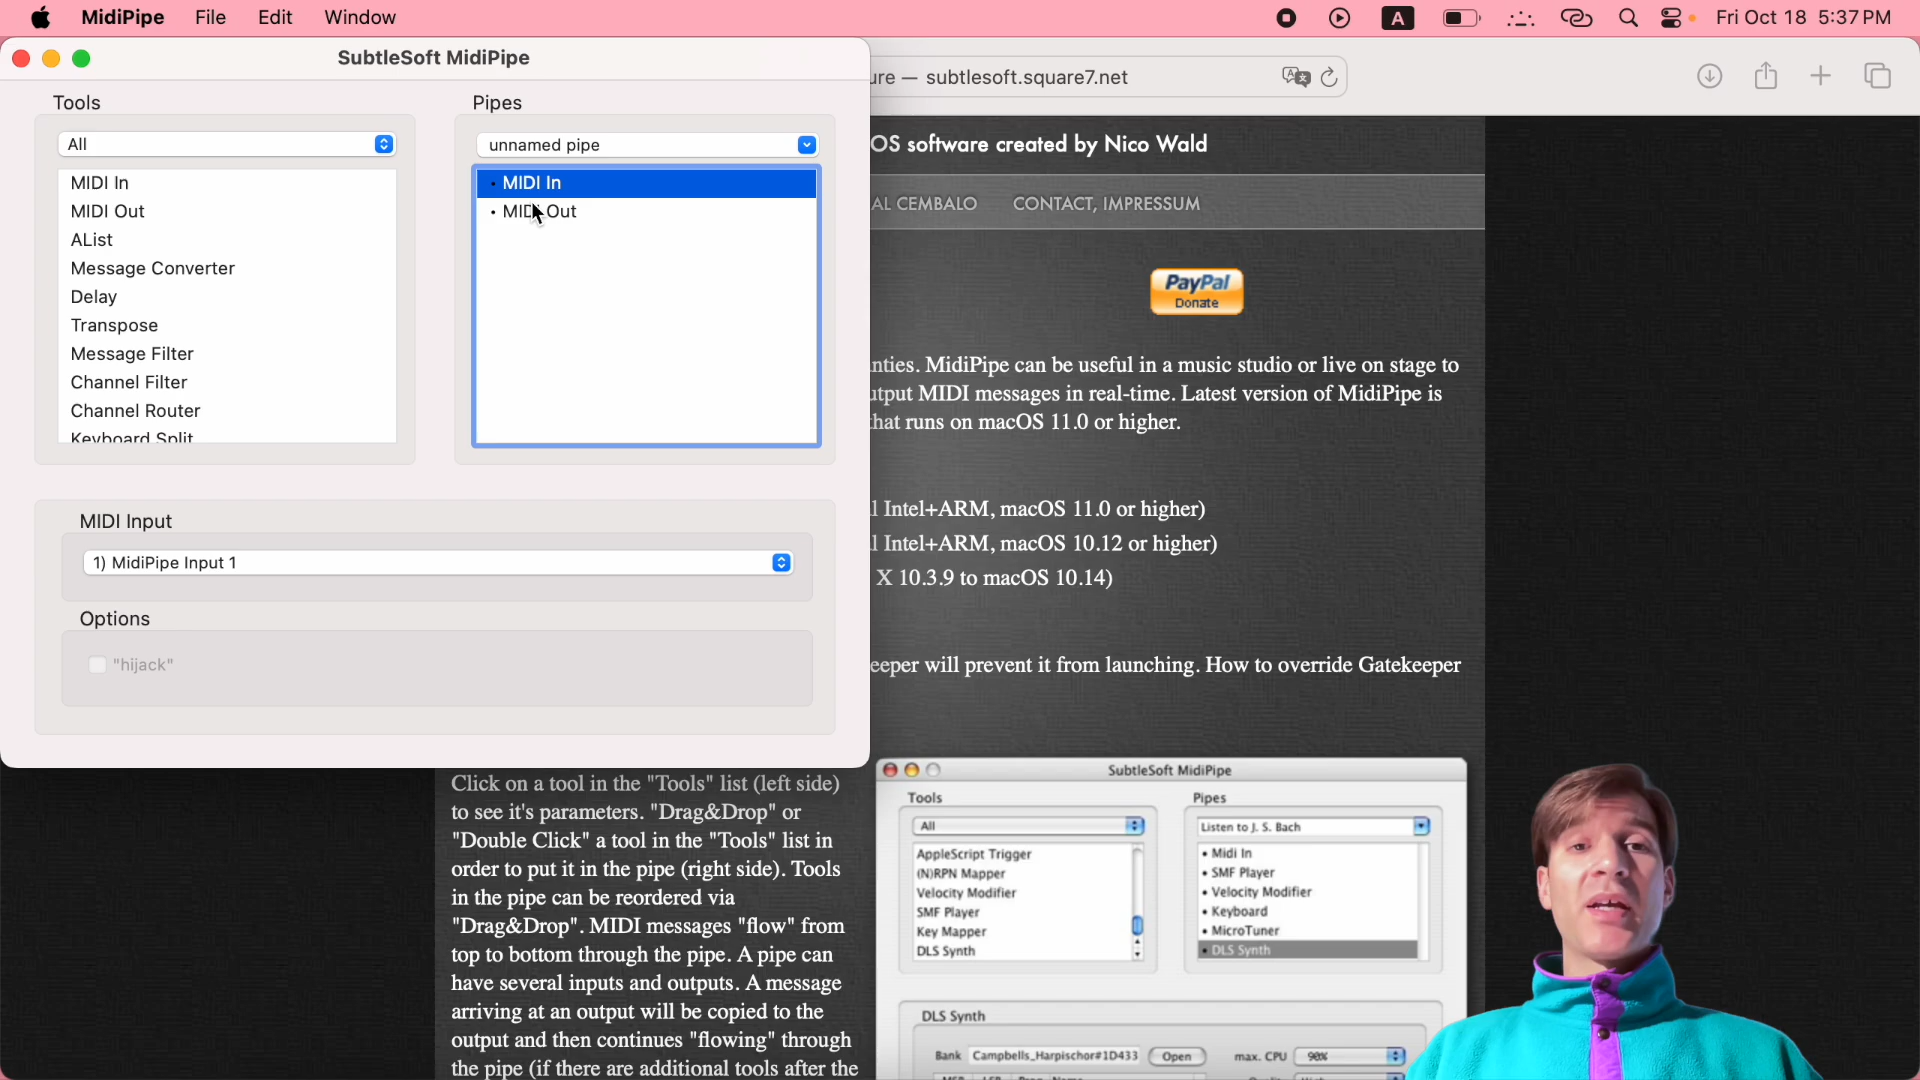 MidiPipe File Edit Window
A
Fri Oct 18 5:37 PM
SubtleSoft MidiPipe
Tools
All
MIDI In
MIDI Out
AList
Message Converter
Delay
Transpose
Message Filter
Channel Filter
Channel Router
Keyboard Split
Pipes
unnamed pipe
• MIDI In
• MIDI Out
MIDI Input
1) MidiPipe Input 1
Options
"hijack"
ure — subtlesoft.square7.net
OS software created by Nico Wald
AL CEMBALO CONTACT, IMPRESSUM
PayPal
Donate
nties. MidiPipe can be useful in a music studio or live on stage to
utput MIDI messages in real-time. Latest version of MidiPipe is
that runs on macOS 11.0 or higher.
l Intel+ARM, macOS 11.0 or higher)
l Intel+ARM, macOS 10.12 or higher)
X 10.3.9 to macOS 10.14)
eeper will prevent it from launching. How to override Gatekeeper
Click on a tool in the "Tools" list (left side)
to see it's parameters. "Drag&Drop" or
"Double Click" a tool in the "Tools" list in
order to put it in the pipe (right side). Tools
in the pipe can be reordered via
"Drag&Drop". MIDI messages "flow" from
top to bottom through the pipe. A pipe can
have several inputs and outputs. A message
arriving at an output will be copied to the
output and then continues "flowing" through
the pipe (if there are additional tools after the
SubtleSoft MidiPipe
Tools
All
AppleScript Trigger
(N)RPN Mapper
Velocity Modifier
SMF Player
Key Mapper
DLS Synth
Pipes
Listen to J. S. Bach
• Midi In
• SMF Player
• Velocity Modifier
• Keyboard
• MicroTuner
• DLS Synth
DLS Synth
Bank Campbells_Harpischor#1D433 Open max. CPU 98%